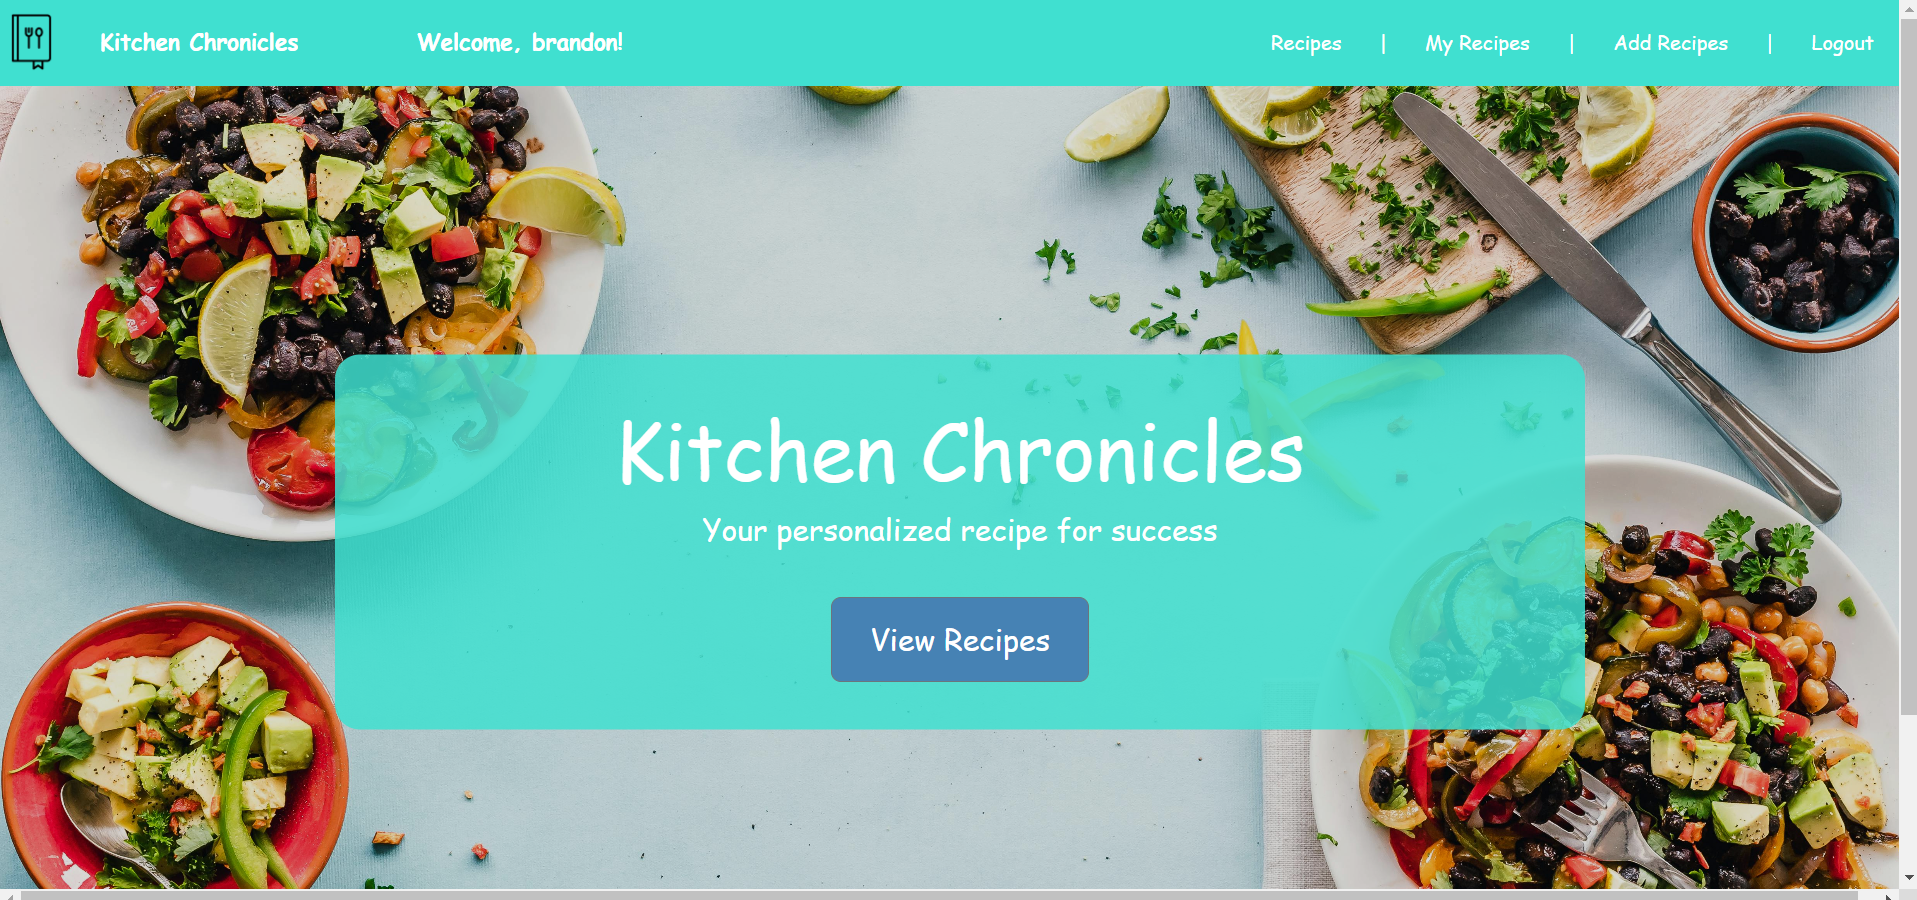 Kitchen Chronicles Welcome, brandon! Recipes | My Recipes | Add Recipes | Logout
Kitchen Chronicles
Your personalized recipe for success
View Recipes